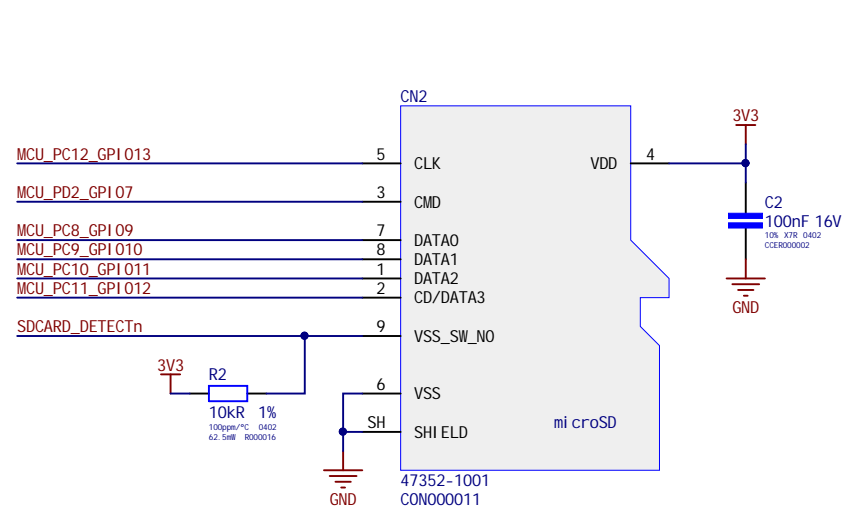 CN2
3V3
MCU_PC12_GPIO13 5 CLK VDD 4
MCU_PD2_GPIO7 3 CMD
C2
100nF 16V
10% X7R 0402
CCER000002
MCU_PC8_GPIO9 7 DATA0
MCU_PC9_GPIO10 8 DATA1
MCU_PC10_GPIO11 1 DATA2
MCU_PC11_GPIO12 2 CD/DATA3
GND
SDCARD_DETECTn 9 VSS_SW_NO
3V3
R2
10kR 1%
100ppm/°C 0402
62.5mW R000016
6 VSS
SH SHIELD
microSD
GND
47352-1001
CON000011